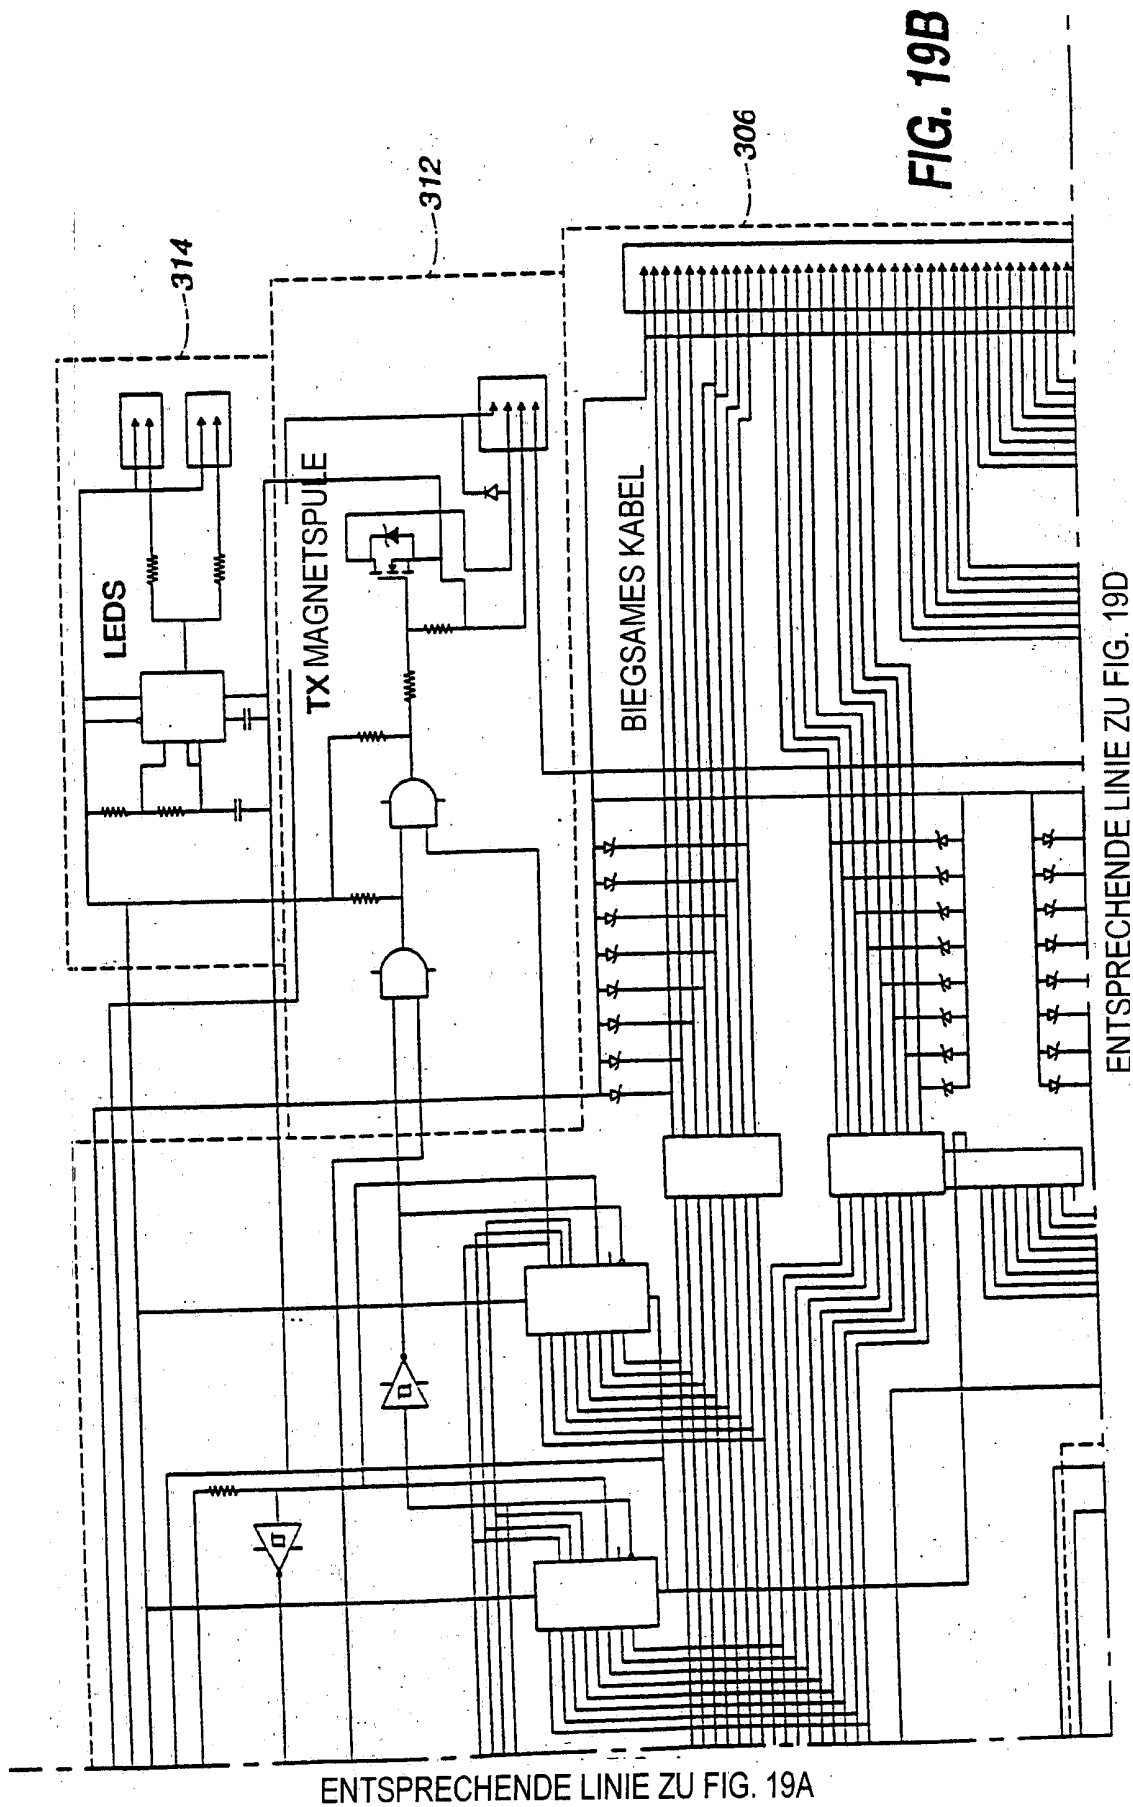 FIG. 19B
314
LEDS
312
TX MAGNETSPULE
306
BIEGSAMES KABEL
ENTSPRECHENDE LINIE ZU FIG. 19D
ENTSPRECHENDE LINIE ZU FIG. 19A